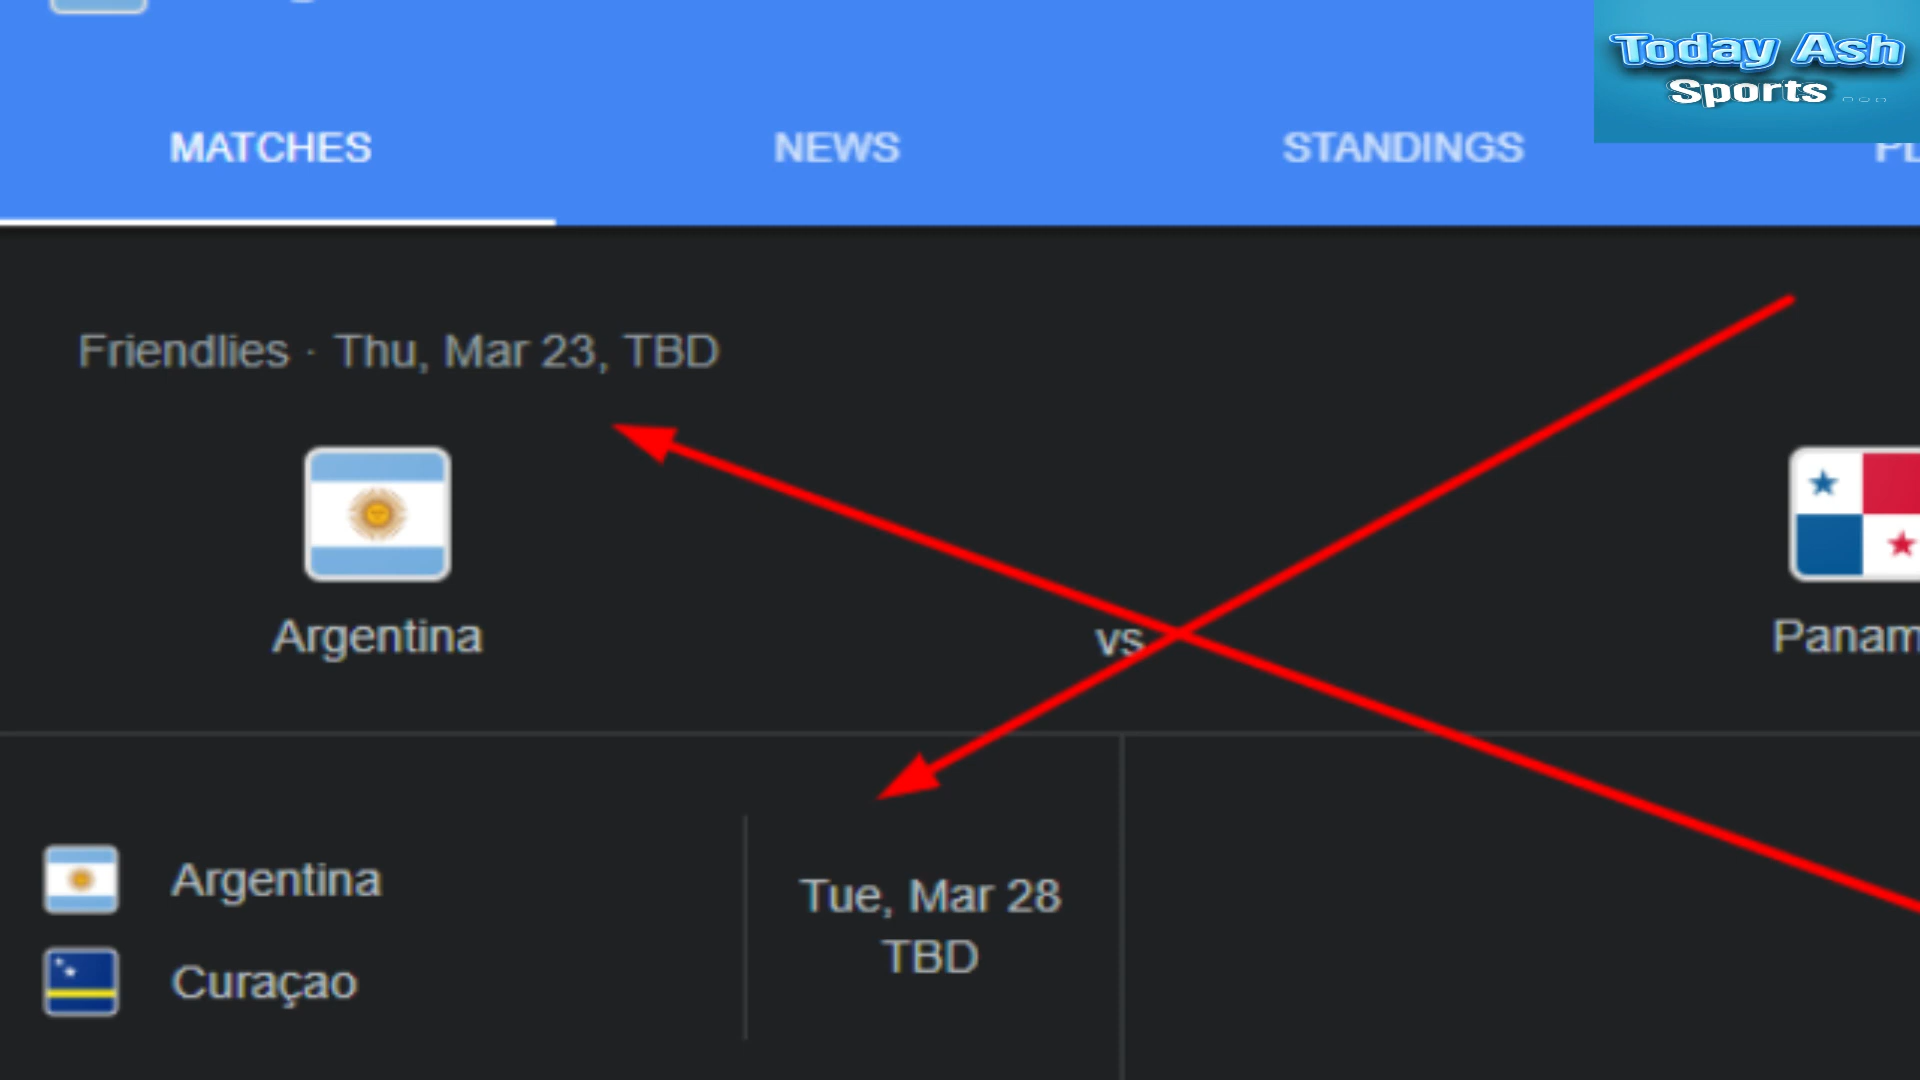 Today Ash
Sports
MATCHES
NEWS
STANDINGS
Friendlies · Thu, Mar 23, TBD
Argentina
vs
Panam
Argentina
Curaçao
Tue, Mar 28
TBD